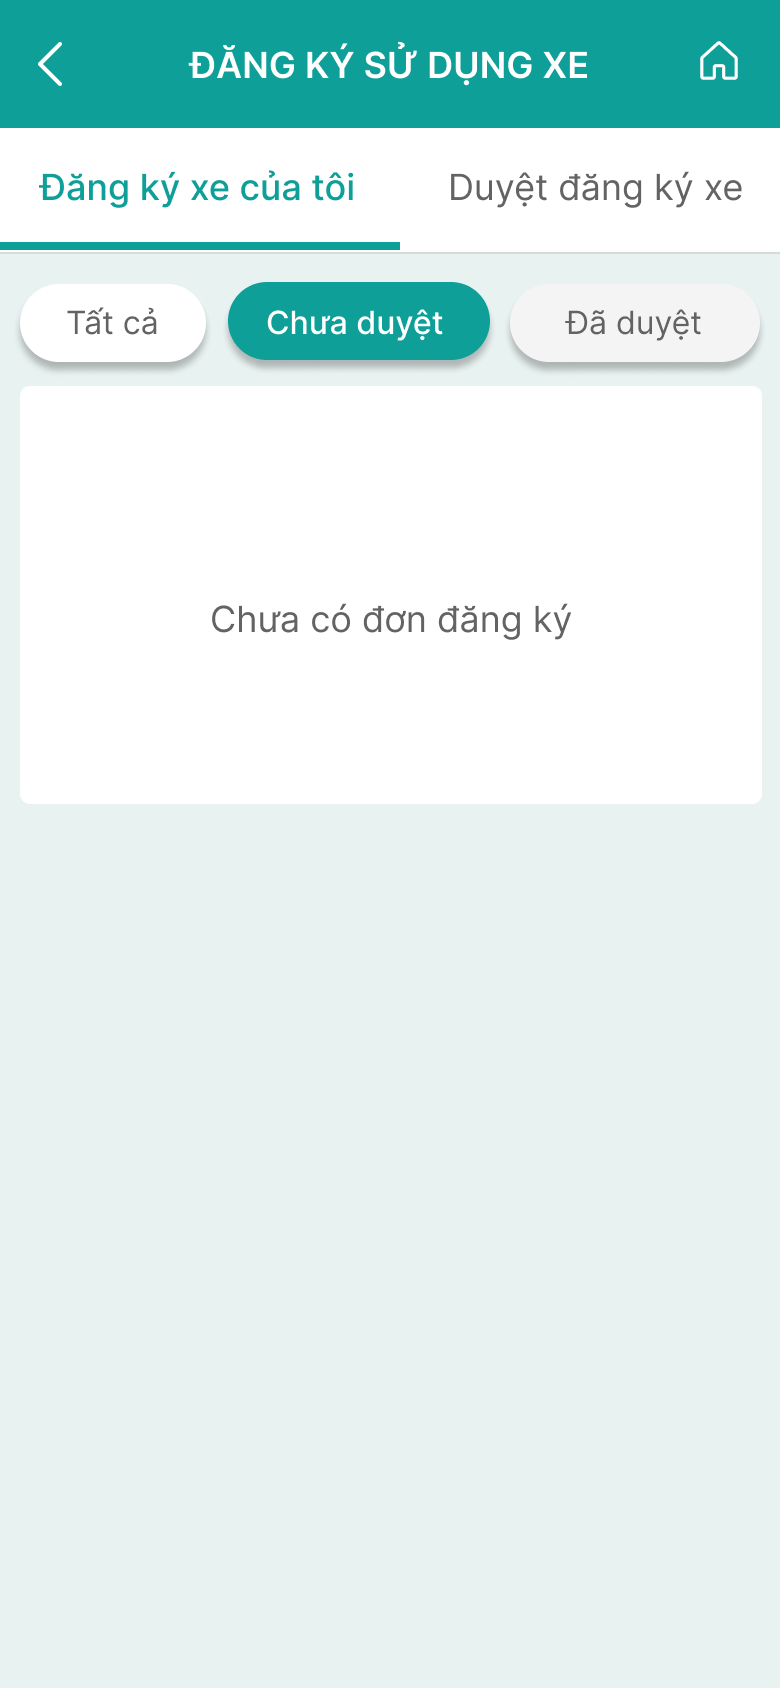 ĐĂNG KÝ SỬ DỤNG XE
Đăng ký xe của tôi
Duyệt đăng ký xe
Tất cả
Chưa duyệt
Đã duyệt
Chưa có đơn đăng ký